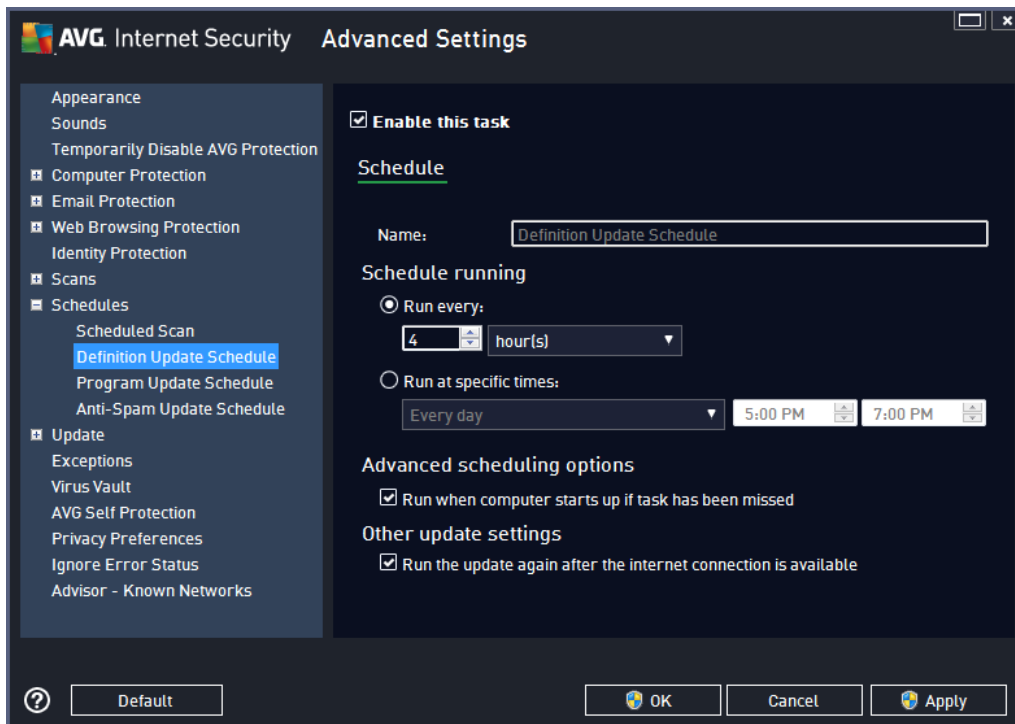 AVG. Internet Security Advanced Settings
Appearance
Sounds
Temporarily Disable AVG Protection
Computer Protection
Email Protection
Web Browsing Protection
Identity Protection
Scans
Schedules
Scheduled Scan
Definition Update Schedule
Program Update Schedule
Anti-Spam Update Schedule
Update
Exceptions
Virus Vault
AVG Self Protection
Privacy Preferences
Ignore Error Status
Advisor - Known Networks
Enable this task
Schedule
Name: Definition Update Schedule
Schedule running
Run every:
4 hour(s)
Run at specific times:
Every day 5:00 PM 7:00 PM
Advanced scheduling options
Run when computer starts up if task has been missed
Other update settings
Run the update again after the internet connection is available
? Default OK Cancel Apply